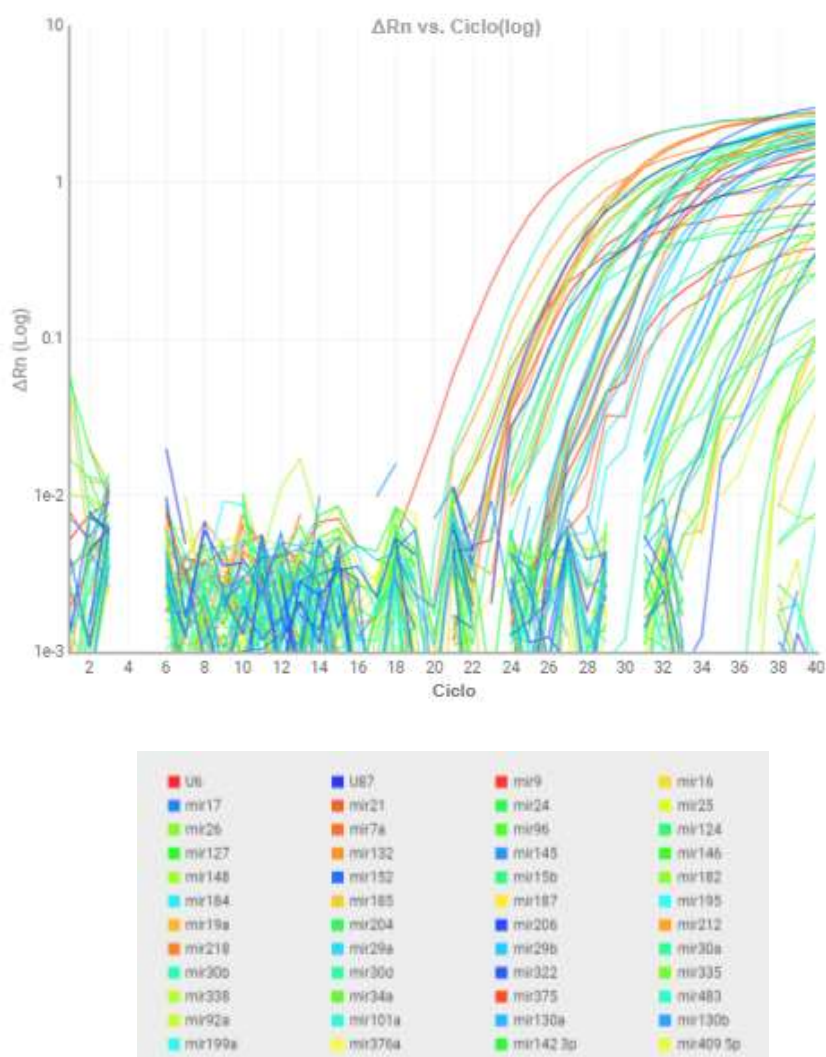 ΔRn vs. Ciclo(log)
10
1
0.1
1e-2
1e-3
ΔRn (Log)
2 4 6 8 10 12 14 16 18 20 22 24 26 28 30 32 34 36 38 40
Ciclo
U6 U87 mir9 mir16
mir17 mir21 mir24 mir25
mir26 mir7a mir96 mir124
mir127 mir132 mir145 mir146
mir148 mir152 mir15b mir182
mir184 mir185 mir187 mir195
mir19a mir204 mir206 mir212
mir218 mir29a mir29b mir30a
mir30b mir30d mir322 mir335
mir338 mir34a mir375 mir483
mir92a mir101a mir130a mir130b
mir199a mir376a mir142 3p mir409 5p